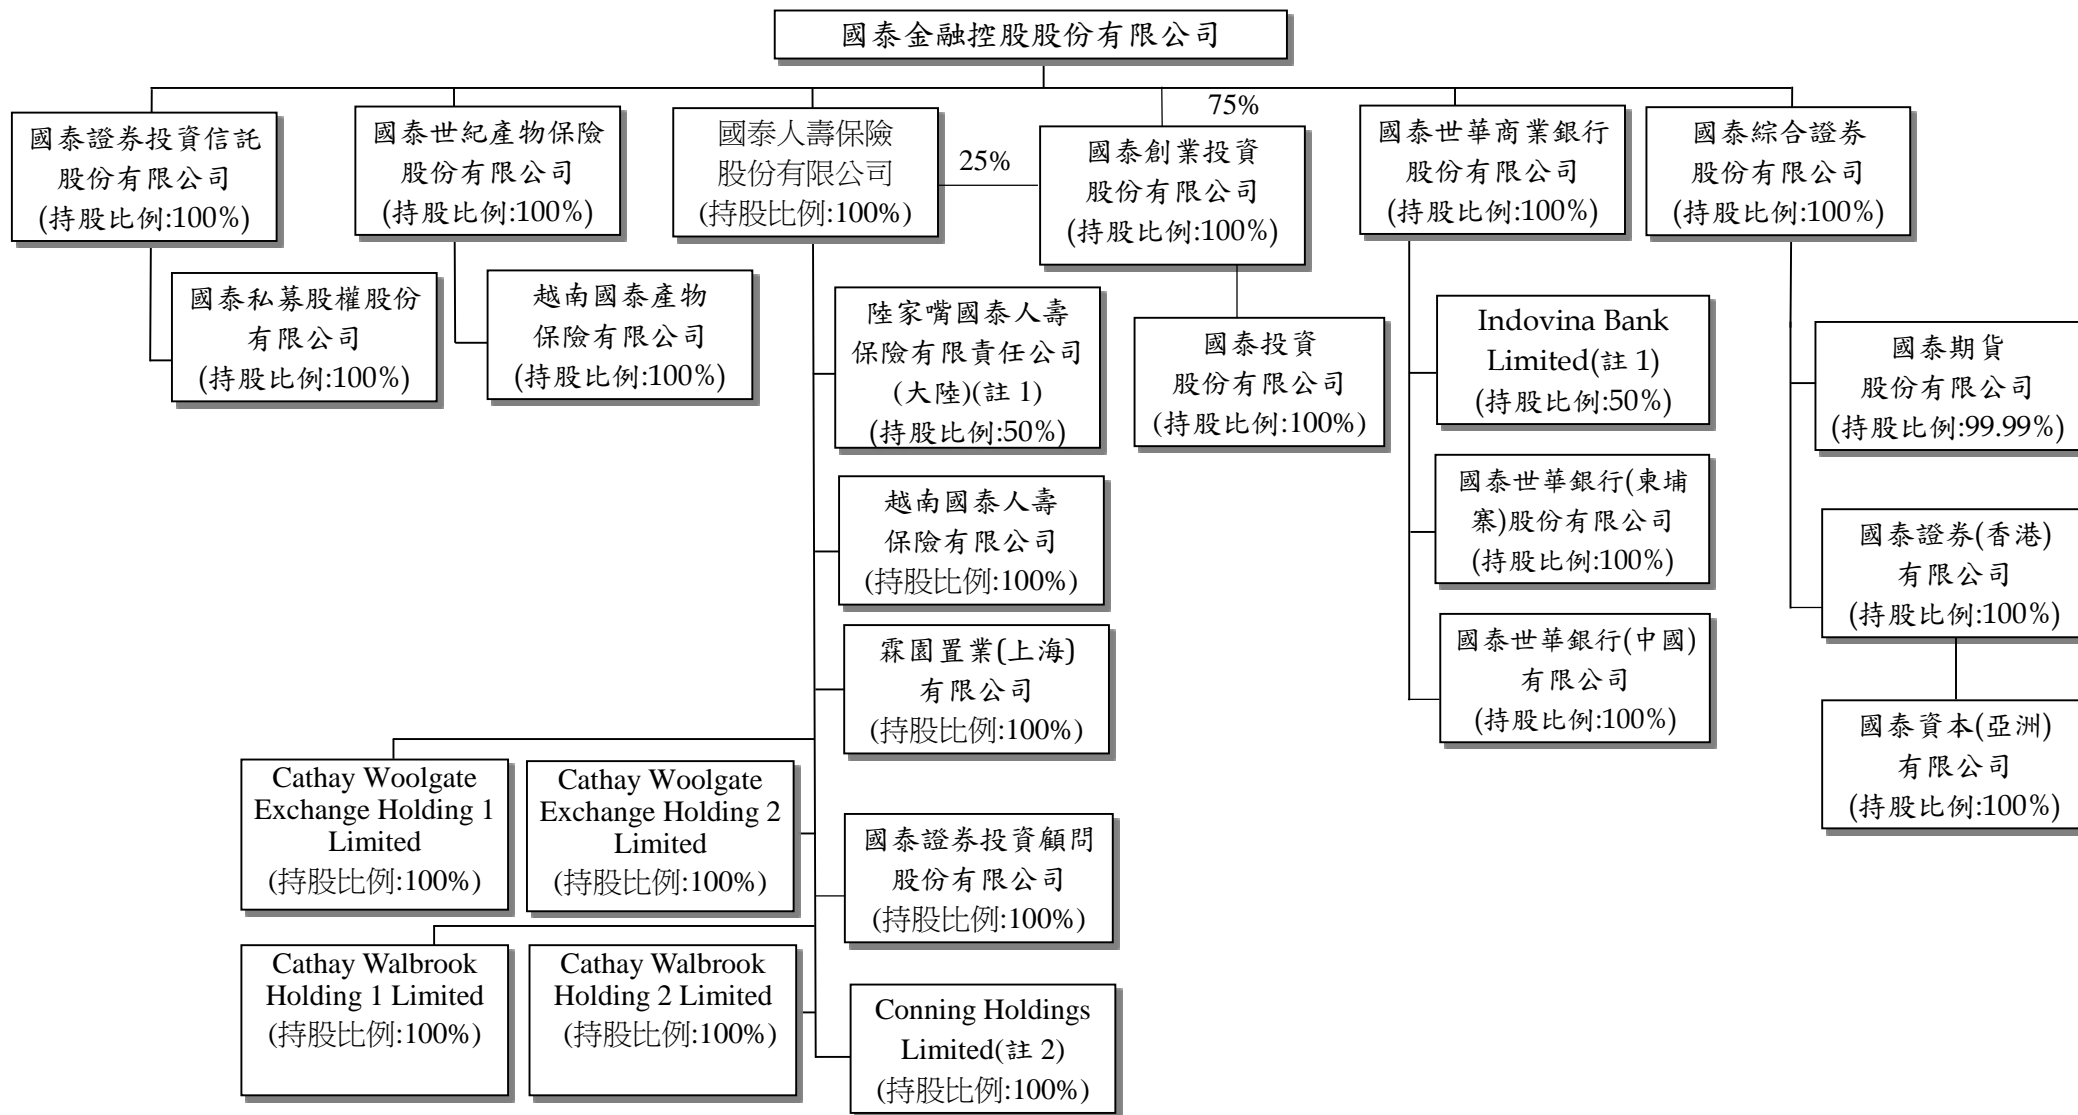 國泰金融控股股份有限公司
75%
25%
國泰證券投資信託
股份有限公司
(持股比例:100%)
國泰世紀產物保險
股份有限公司
(持股比例:100%)
國泰人壽保險
股份有限公司
(持股比例:100%)
國泰創業投資
股份有限公司
(持股比例:100%)
國泰世華商業銀行
股份有限公司
(持股比例:100%)
國泰綜合證券
股份有限公司
(持股比例:100%)
國泰私募股權股份
有限公司
(持股比例:100%)
越南國泰產物
保險有限公司
(持股比例:100%)
陸家嘴國泰人壽
保險有限責任公司
(大陸)(註 1)
(持股比例:50%)
國泰投資
股份有限公司
(持股比例:100%)
Indovina Bank
Limited(註 1)
(持股比例:50%)
國泰期貨
股份有限公司
(持股比例:99.99%)
越南國泰人壽
保險有限公司
(持股比例:100%)
國泰世華銀行(柬埔
寨)股份有限公司
(持股比例:100%)
國泰證券(香港)
有限公司
(持股比例:100%)
霖園置業(上海)
有限公司
(持股比例:100%)
國泰世華銀行(中國)
有限公司
(持股比例:100%)
國泰資本(亞洲)
有限公司
(持股比例:100%)
Cathay Woolgate
Exchange Holding 1
Limited
(持股比例:100%)
Cathay Woolgate
Exchange Holding 2
Limited
(持股比例:100%)
國泰證券投資顧問
股份有限公司
(持股比例:100%)
Cathay Walbrook
Holding 1 Limited
(持股比例:100%)
Cathay Walbrook
Holding 2 Limited
(持股比例:100%)
Conning Holdings
Limited(註 2)
(持股比例:100%)